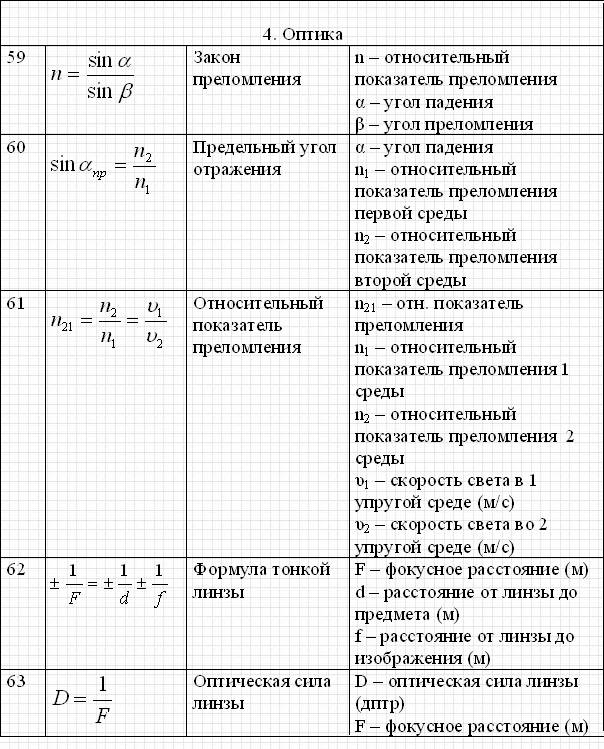 4. Оптика
59
n = sin α / sin β
Закон
преломления
n – относительный
показатель преломления
α – угол падения
β – угол преломления
60
sin α пр = n₂ / n₁
Предельный угол
отражения
α – угол падения
n₁ – относительный
показатель преломления
первой среды
n₂ – относительный
показатель преломления
второй среды
61
n₂₁ = n₂ / n₁ = υ₁ / υ₂
Относительный
показатель
преломления
n₂₁ – отн. показатель
преломления
n₁ – относительный
показатель преломления 1
среды
n₂ – относительный
показатель преломления 2
среды
υ₁ – скорость света в 1
упругой среде (м/с)
υ₂ – скорость света во 2
упругой среде (м/с)
62
± 1/F = ± 1/d ± 1/f
Формула тонкой
линзы
F – фокусное расстояние (м)
d – расстояние от линзы до
предмета (м)
f – расстояние от линзы до
изображения (м)
63
D = 1/F
Оптическая сила
линзы
D – оптическая сила линзы
(дптр)
F – фокусное расстояние (м)